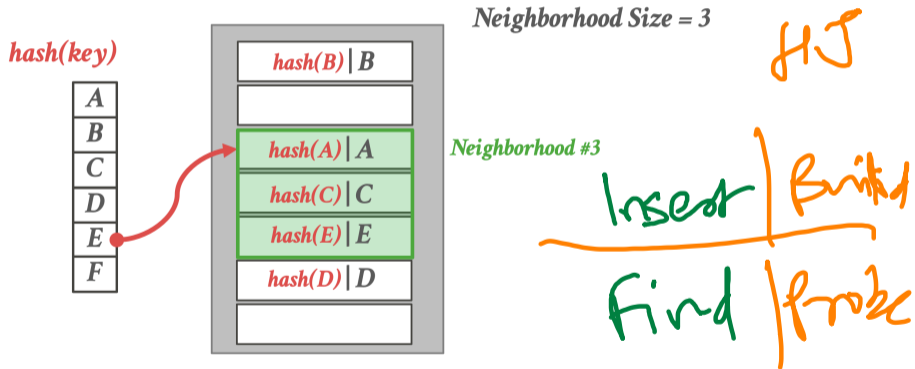 Neighborhood Size = 3
HJ
hash(key)
A
B
C
D
E
F
hash(B)|B
hash(A)|A
hash(C)|C
hash(E)|E
hash(D)|D
Neighborhood #3
Insert | Build
Find | Probe